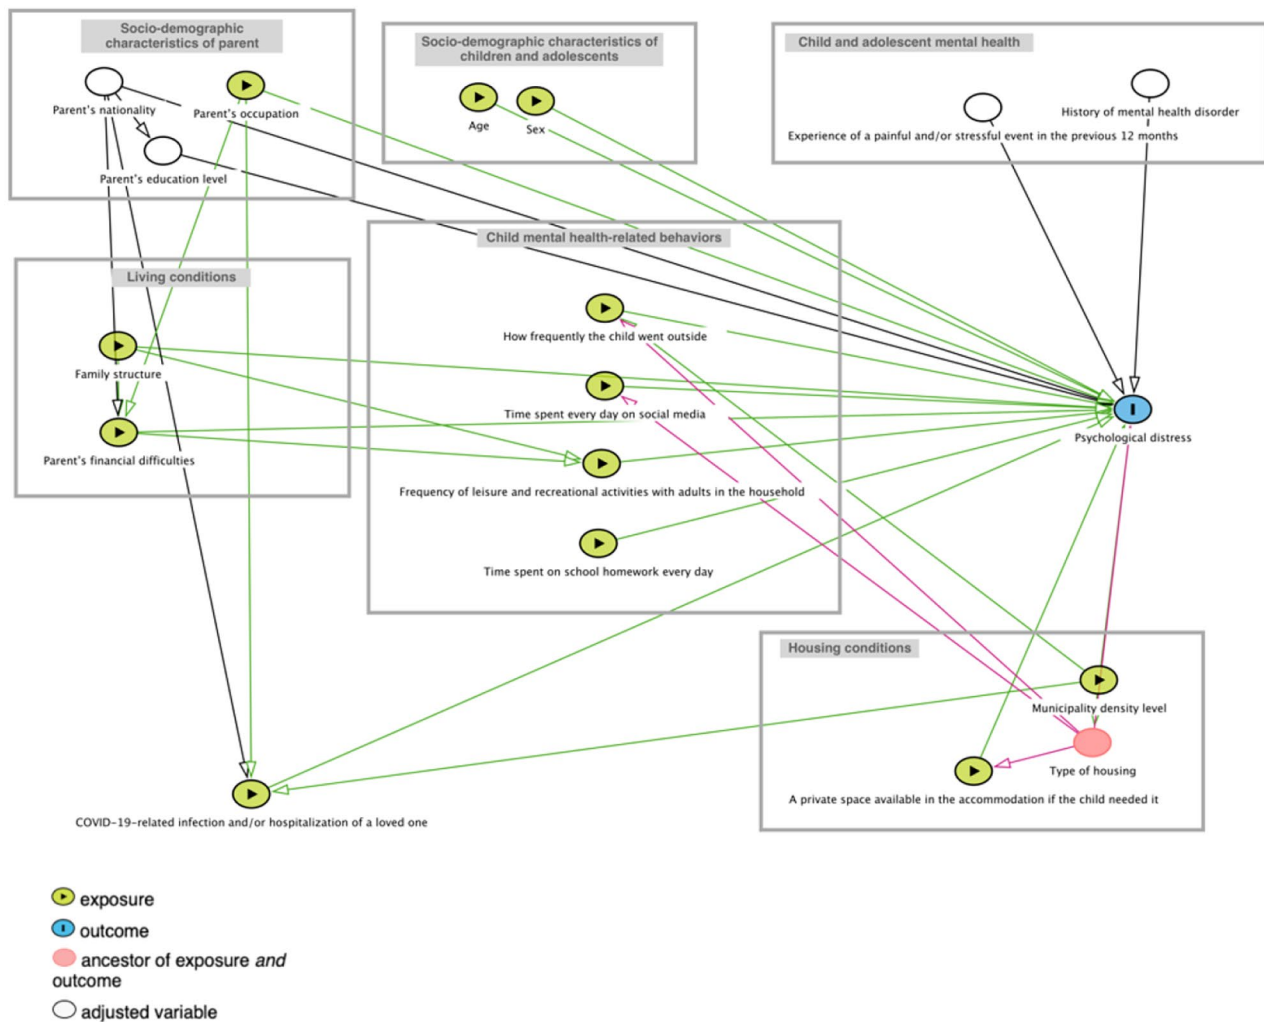 Socio-demographic
characteristics of parent
Parent's nationality
Parent's occupation
Parent's education level
Socio-demographic characteristics of
children and adolescents
Age
Sex
Child and adolescent mental health
History of mental health disorder
Experience of a painful and/or stressful event in the previous 12 months
Living conditions
Family structure
Parent's financial difficulties
Child mental health-related behaviors
How frequently the child went outside
Time spent every day on social media
Frequency of leisure and recreational activities with adults in the household
Time spent on school homework every day
Psychological distress
Housing conditions
Municipality density level
Type of housing
A private space available in the accommodation if the child needed it
COVID-19-related infection and/or hospitalization of a loved one
exposure
outcome
ancestor of exposure and
outcome
adjusted variable